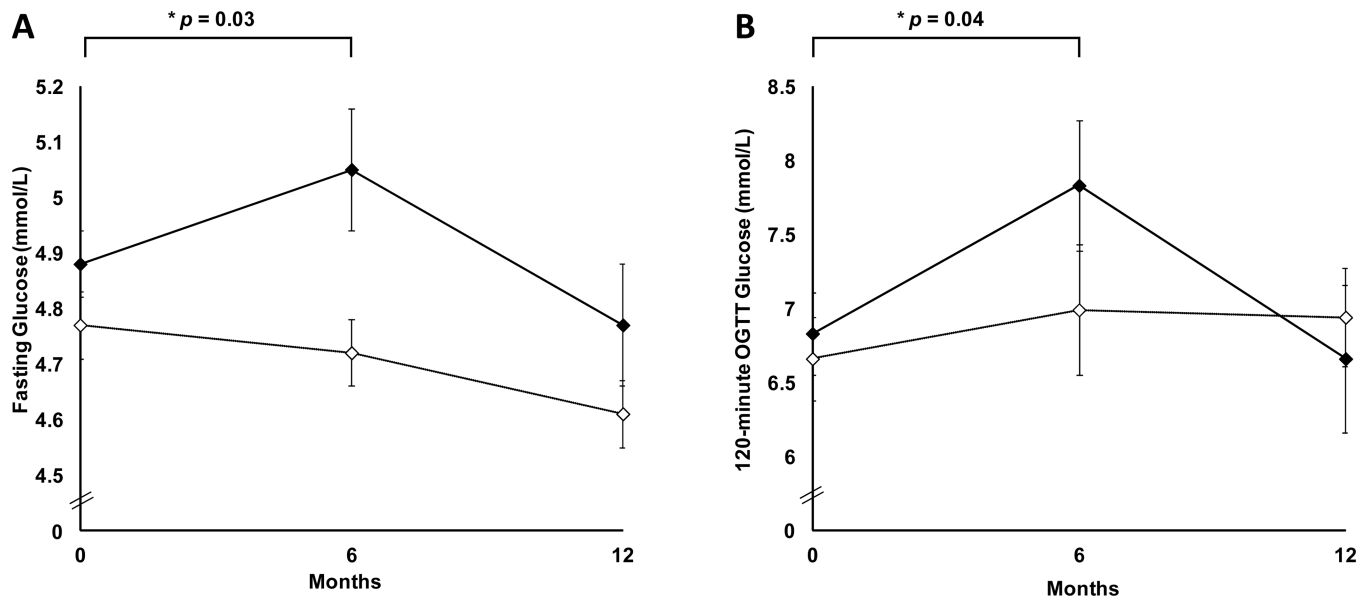 A
* p = 0.03
5.2
5.1
5
4.9
4.8
4.7
4.6
4.5
0
Fasting Glucose (mmol/L)
0
6
12
Months
B
* p = 0.04
8.5
8
7.5
7
6.5
6
0
120-minute OGTT Glucose (mmol/L)
0
6
12
Months